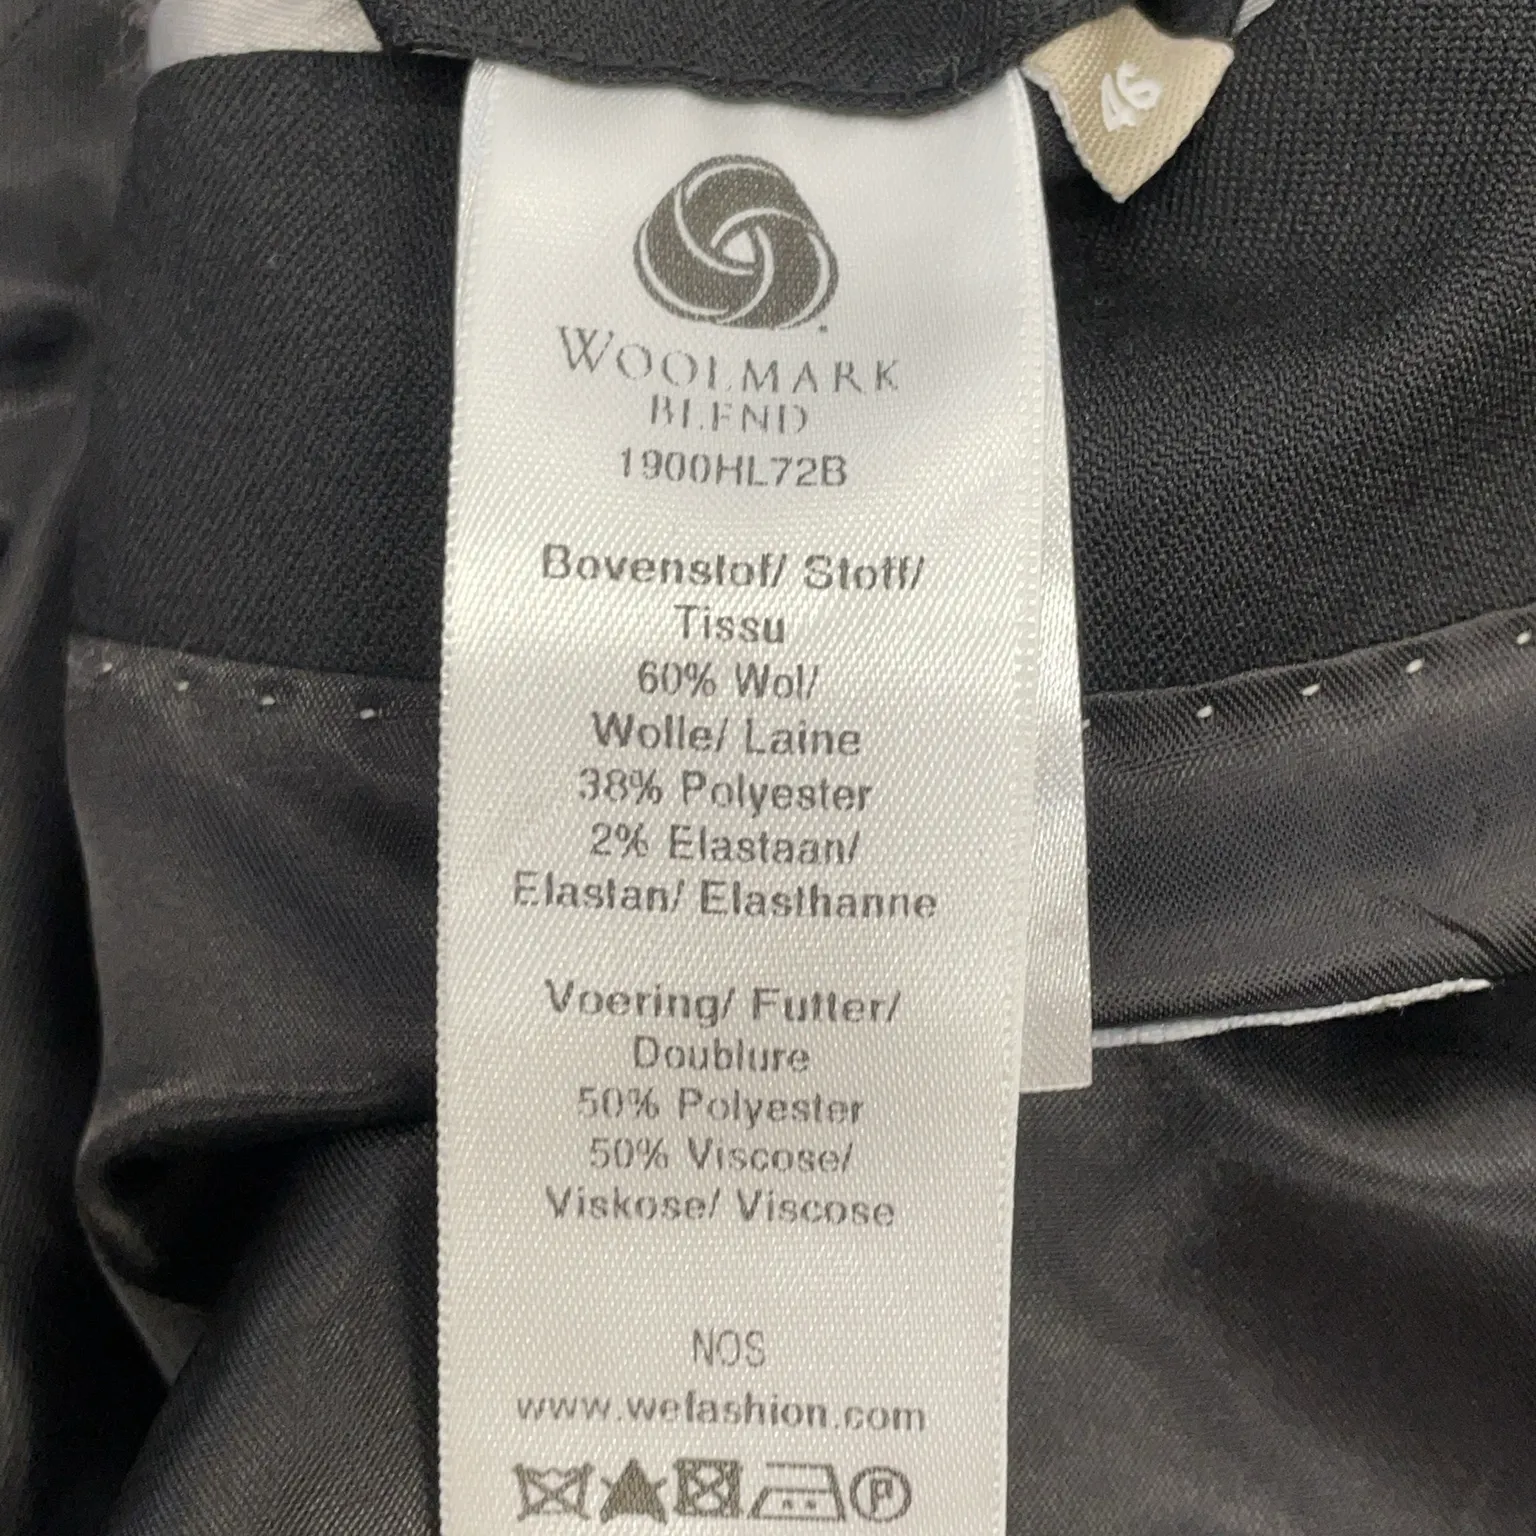 46
WOOLMARK
BLEND
1900HL72B
Bovenstof/ Stoff/
Tissu
60% Wol/
Wolle/ Laine
38% Polyester
2% Elastaan/
Elastan/ Elasthanne
Voering/ Futter/
Doublure
50% Polyester
50% Viscose/
Viskose/ Viscose
NOS
www.wefashion.com
P